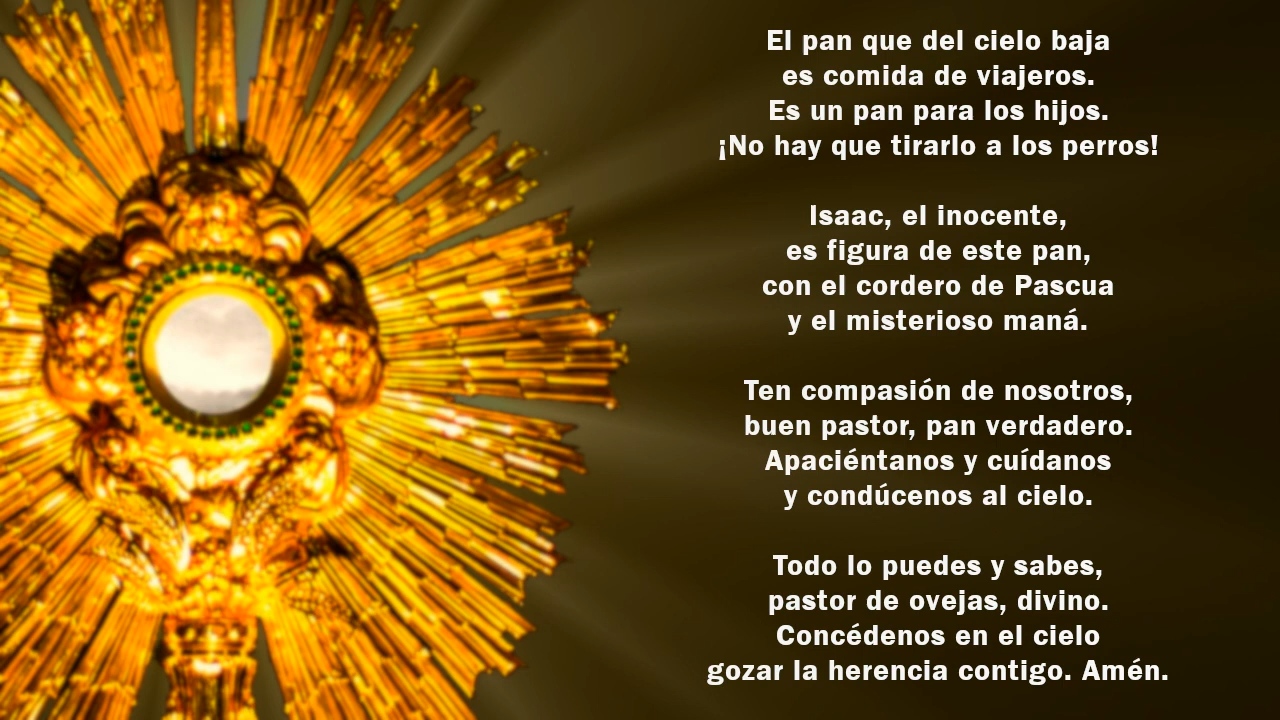 El pan que del cielo baja
es comida de viajeros.
Es un pan para los hijos.
¡No hay que tirarlo a los perros!
Isaac, el inocente,
es figura de este pan,
con el cordero de Pascua
y el misterioso maná.
Ten compasión de nosotros,
buen pastor, pan verdadero.
Apaciéntanos y cuídanos
y condúcenos al cielo.
Todo lo puedes y sabes,
pastor de ovejas, divino.
Concédenos en el cielo
gozar la herencia contigo. Amén.